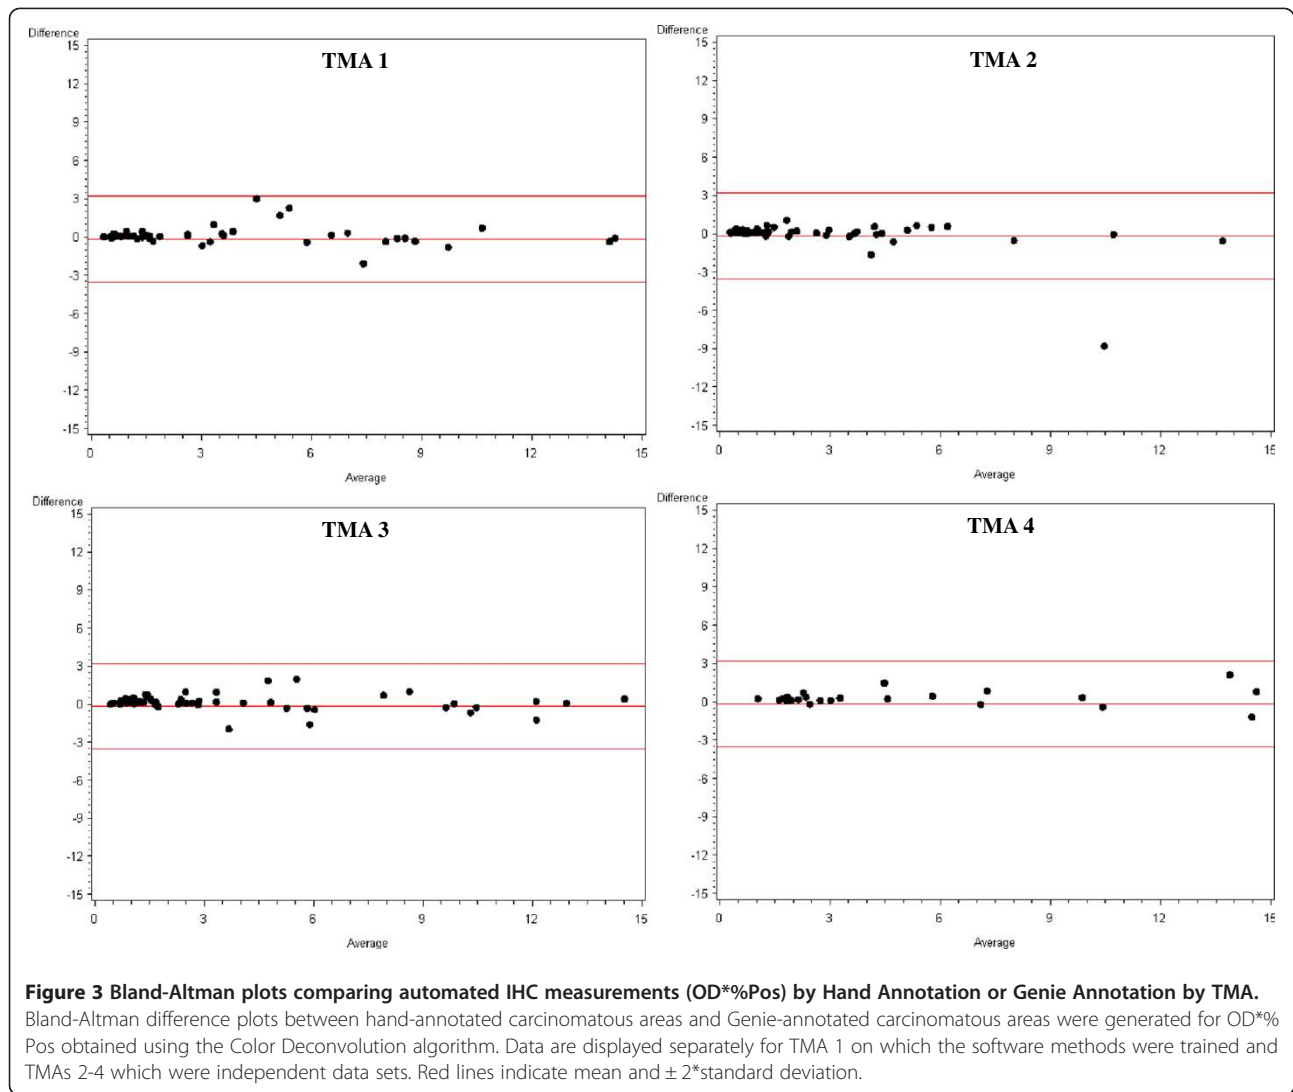 Difference
TMA 1
15
12
9
6
3
0
-3
-6
-9
-12
-15
0 3 6 9 12 15
Average
Difference
TMA 2
15
12
9
6
3
0
-3
-6
-9
-12
-15
0 3 6 9 12 15
Average
Difference
TMA 3
15
12
9
6
3
0
-3
-6
-9
-12
-15
0 3 6 9 12 15
Average
Difference
TMA 4
15
12
9
6
3
0
-3
-6
-9
-12
-15
0 3 6 9 12 15
Average
Figure 3 Bland-Altman plots comparing automated IHC measurements (OD*%Pos) by Hand Annotation or Genie Annotation by TMA.
Bland-Altman difference plots between hand-annotated carcinomatous areas and Genie-annotated carcinomatous areas were generated for OD*%
Pos obtained using the Color Deconvolution algorithm. Data are displayed separately for TMA 1 on which the software methods were trained and
TMAs 2-4 which were independent data sets. Red lines indicate mean and ± 2*standard deviation.